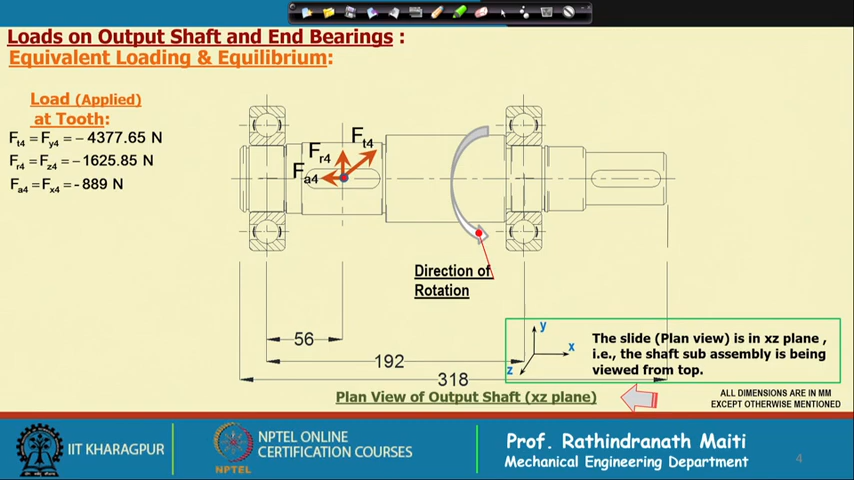 Loads on Output Shaft and End Bearings :
Equivalent Loading & Equilibrium:
Load (Applied)
at Tooth:
Ft4 = Fy4 = – 4377.65 N
Fr4 = Fz4 = –1625.85 N
Fa4 = Fx4 = - 889 N
Ft4
Fr4
Fa4
Direction of
Rotation
56
192
318
y
x
z
The slide (Plan view) is in xz plane ,
i.e., the shaft sub assembly is being
viewed from top.
Plan View of Output Shaft (xz plane)
ALL DIMENSIONS ARE IN MM
EXCEPT OTHERWISE MENTIONED
IIT KHARAGPUR
NPTEL
NPTEL ONLINE
CERTIFICATION COURSES
Prof. Rathindranath Maiti
Mechanical Engineering Department
4